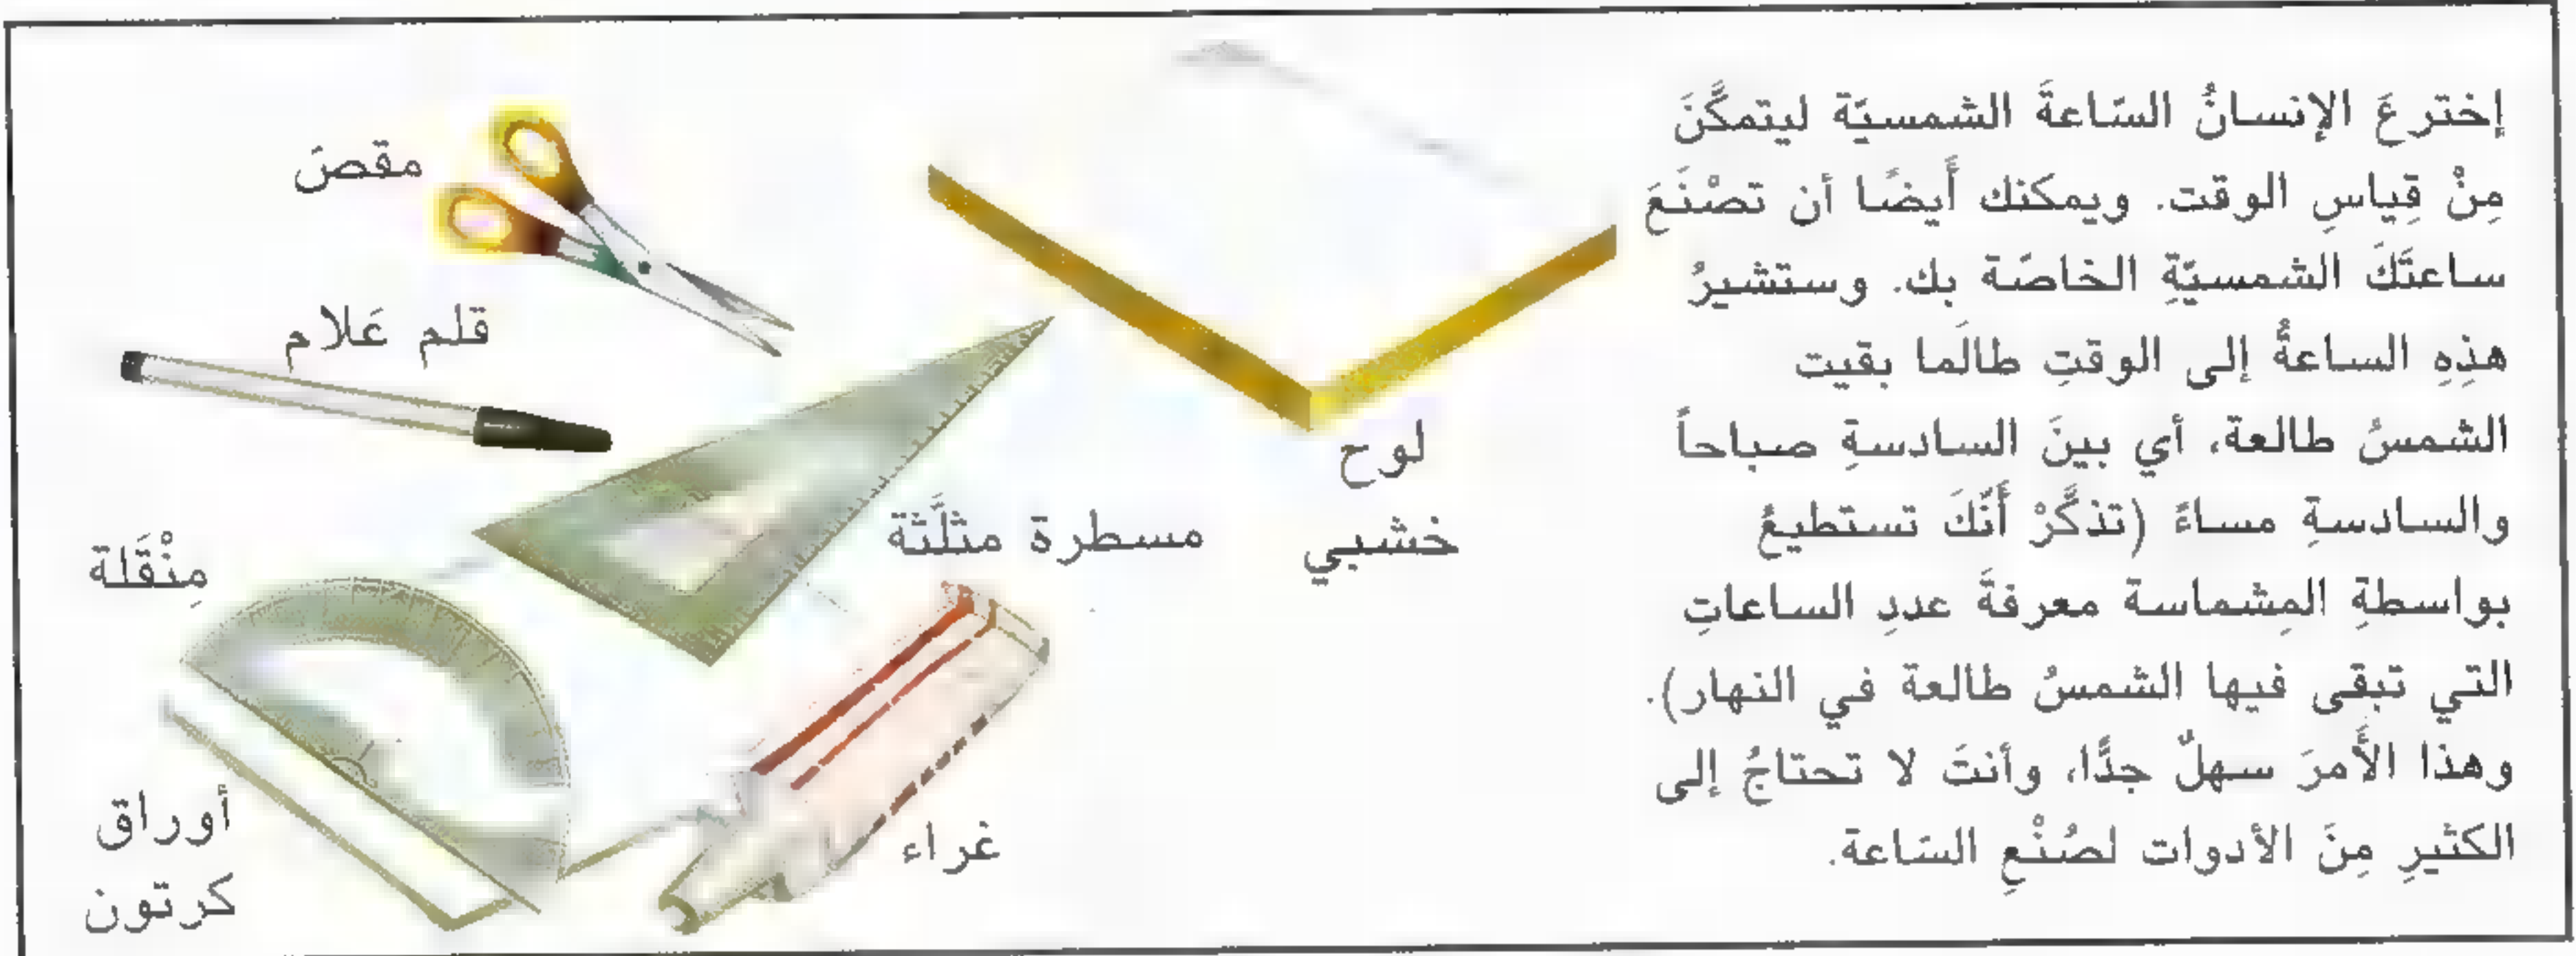 إخترعَ الإنسانُ السّاعةَ الشمسيّة ليتمكَّنَ
مِنْ قِياسِ الوقت. ويمكنك أَيضًا أن تصْنَعَ
ساعتَكَ الشمسيّةِ الخاصّة بك. وستشيرُ
هذِهِ الساعةُ إلى الوقتِ طالَما بقيت
الشمسُ طالعة، أي بينَ السادسةِ صباحاً
والسادسةِ مساءً (تذكَّرْ أَنَّكَ تستطيعُ
بواسطةِ المِشماسة معرفةَ عددِ الساعاتِ
التي تبقى فيها الشمسُ طالعة في النهار).
وهذا الأَمرَ سهلٌ جدًّا، وأنتَ لا تحتاجُ إلى
الكثيرِ مِنَ الأدوات لصُنْعِ السّاعة.
مقصّ
قلم عَلام
لوح
خشبي
مسطرة مثلَّثة
مِنْقَلة
غراء
أوراق
كرتون